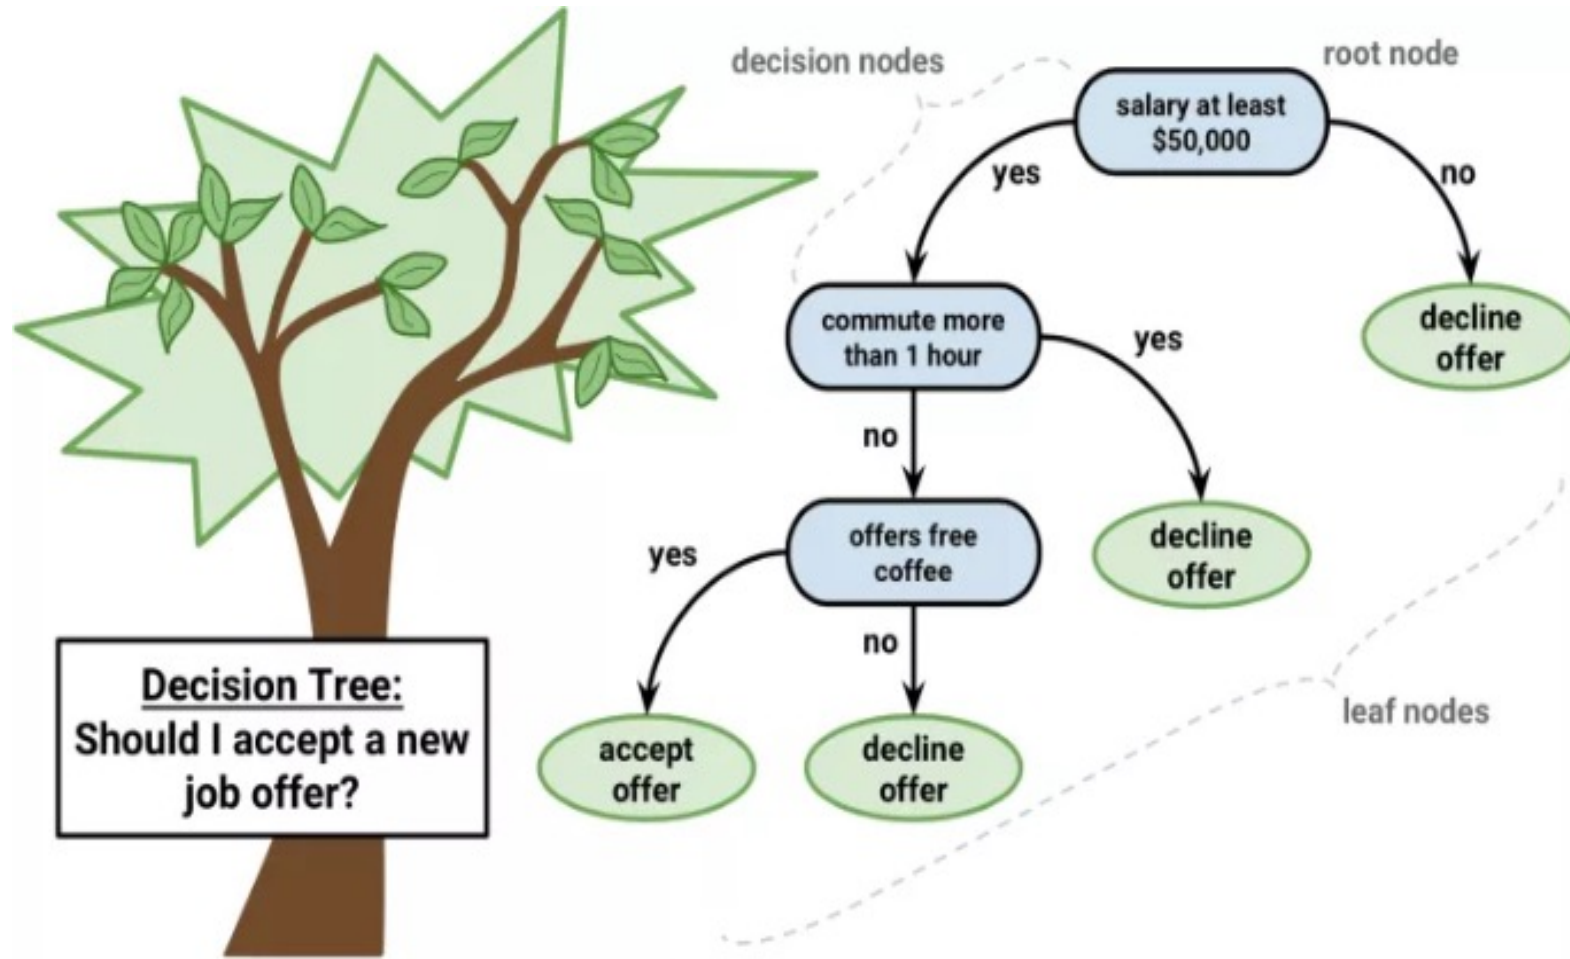 decision nodes
root node
salary at least
$50,000
yes
no
commute more
than 1 hour
yes
decline
offer
no
offers free
coffee
decline
offer
yes
no
accept
offer
decline
offer
leaf nodes
Decision Tree:
Should I accept a new
job offer?